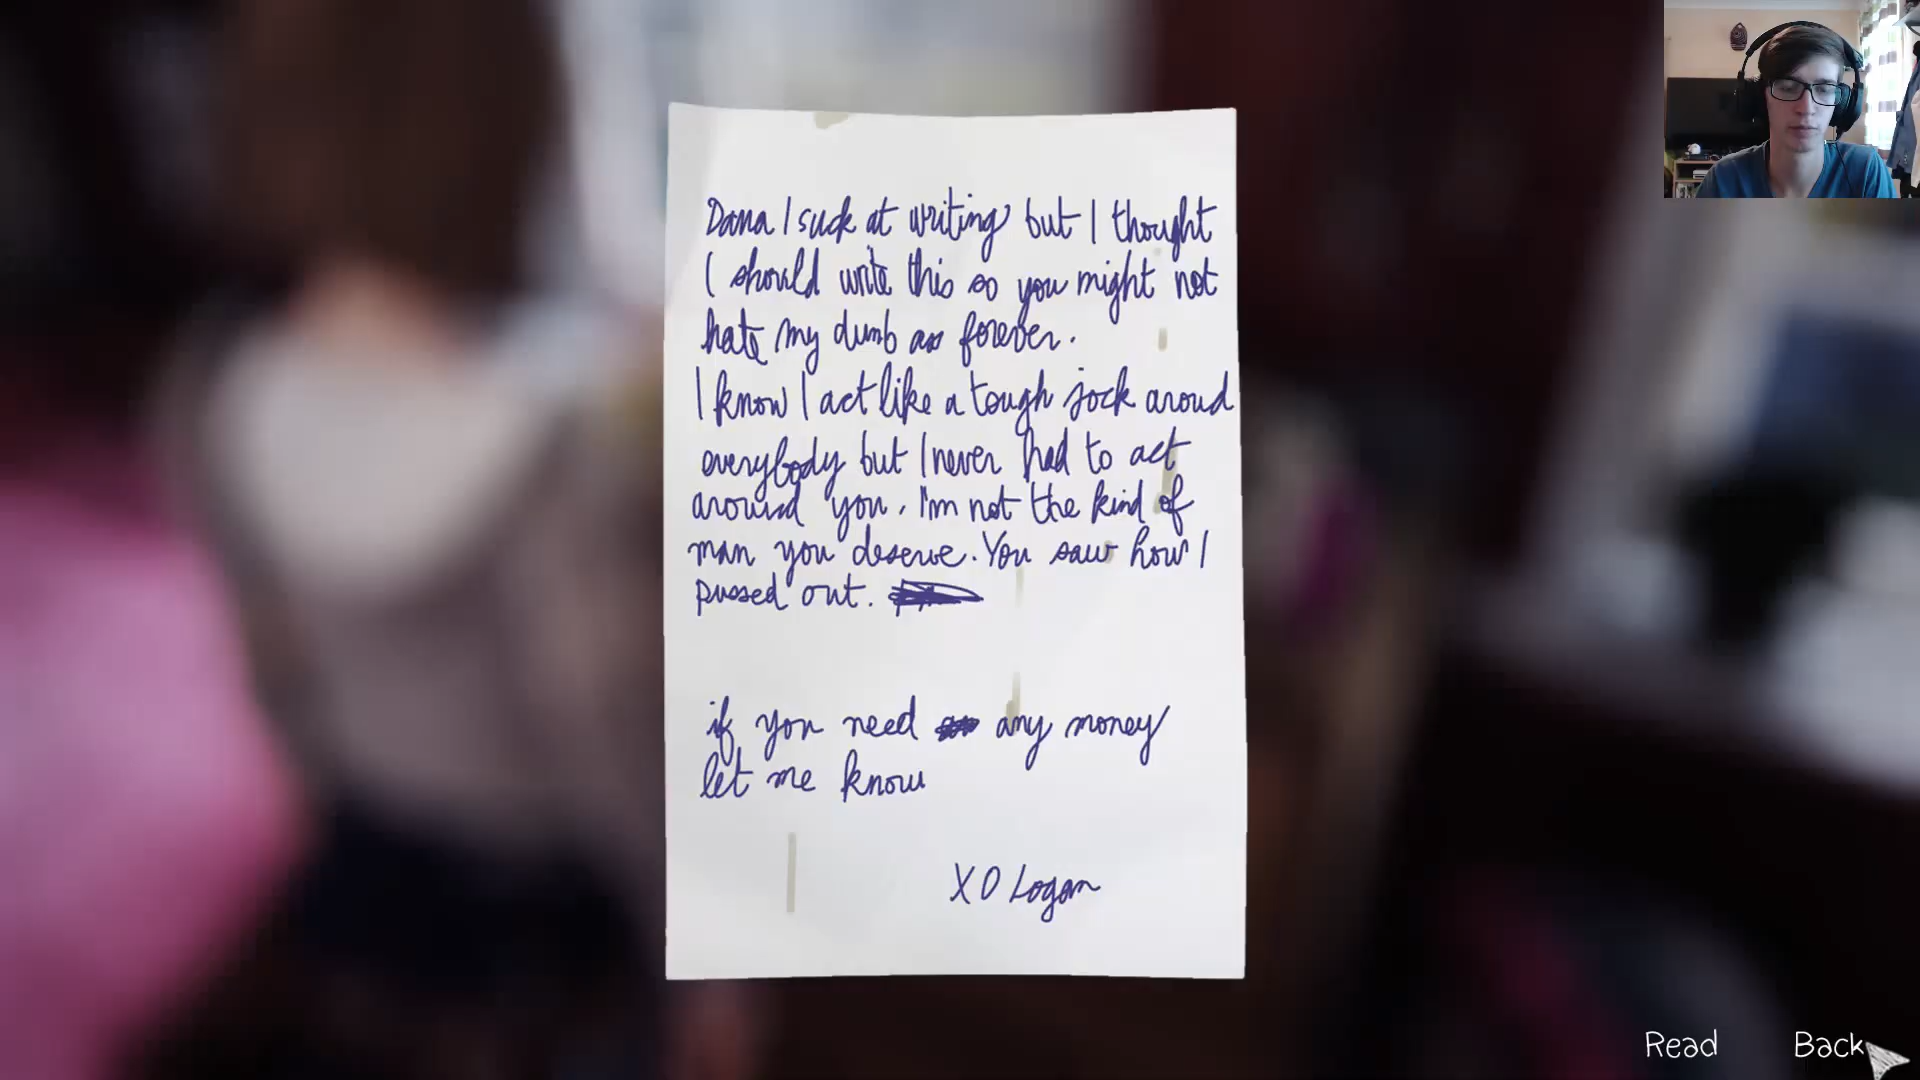 Dana I suck at writing but I thought
I should write this so you might not
hate my dumb ass forever.
I know I act like a tough jock aroud
everybody but I never had to act
around you. I'm not the kind of
man you deserve. You saw how I
pussed out.
if you need any money
let me know
XO Logan
Read Back